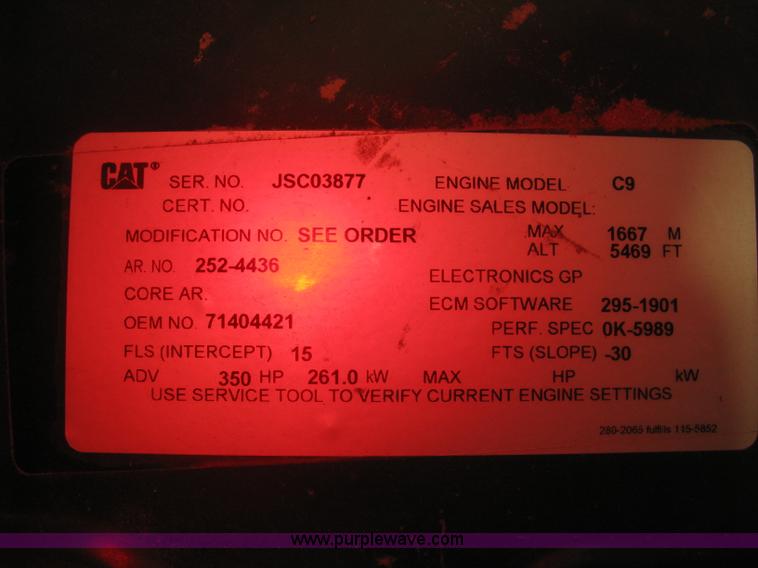 CAT® SER. NO. JSC03877 ENGINE MODEL C9
CERT. NO. ENGINE SALES MODEL:
MODIFICATION NO. SEE ORDER MAX 1667 M
ALT 5469 FT
AR. NO. 252-4436
ELECTRONICS GP
CORE AR.
ECM SOFTWARE 295-1901
OEM NO. 71404421 PERF. SPEC 0K-5989
FLS (INTERCEPT) 15 FTS (SLOPE) -30
ADV 350 HP 261.0 kW MAX HP kW
USE SERVICE TOOL TO VERIFY CURRENT ENGINE SETTINGS
280-2065 fulfills 115-5852
www.purplewave.com